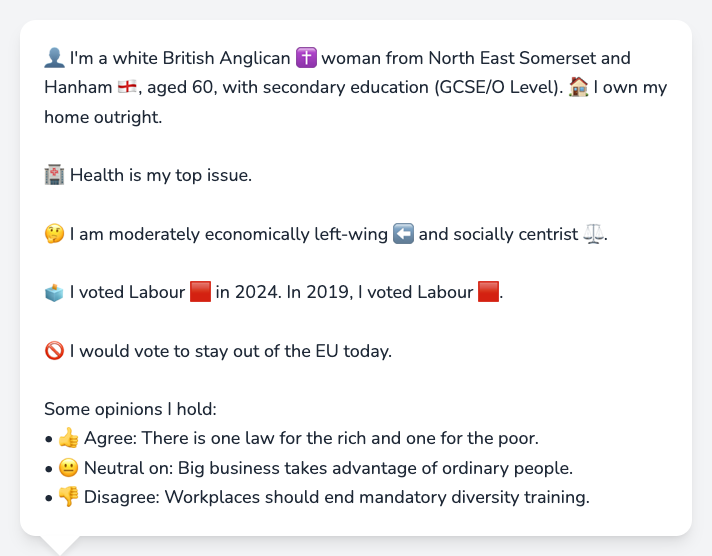 👤 I'm a white British Anglican ✝️ woman from North East Somerset and
Hanham 🏴󠁧󠁢󠁥󠁮󠁧󠁿, aged 60, with secondary education (GCSE/O Level). 🏠 I own my
home outright.
🏥 Health is my top issue.
🤔 I am moderately economically left-wing ⬅️ and socially centrist ⚖️.
🗳️ I voted Labour 🟥 in 2024. In 2019, I voted Labour 🟥.
🚫 I would vote to stay out of the EU today.
Some opinions I hold:
• 👍 Agree: There is one law for the rich and one for the poor.
• 😐 Neutral on: Big business takes advantage of ordinary people.
• 👎 Disagree: Workplaces should end mandatory diversity training.